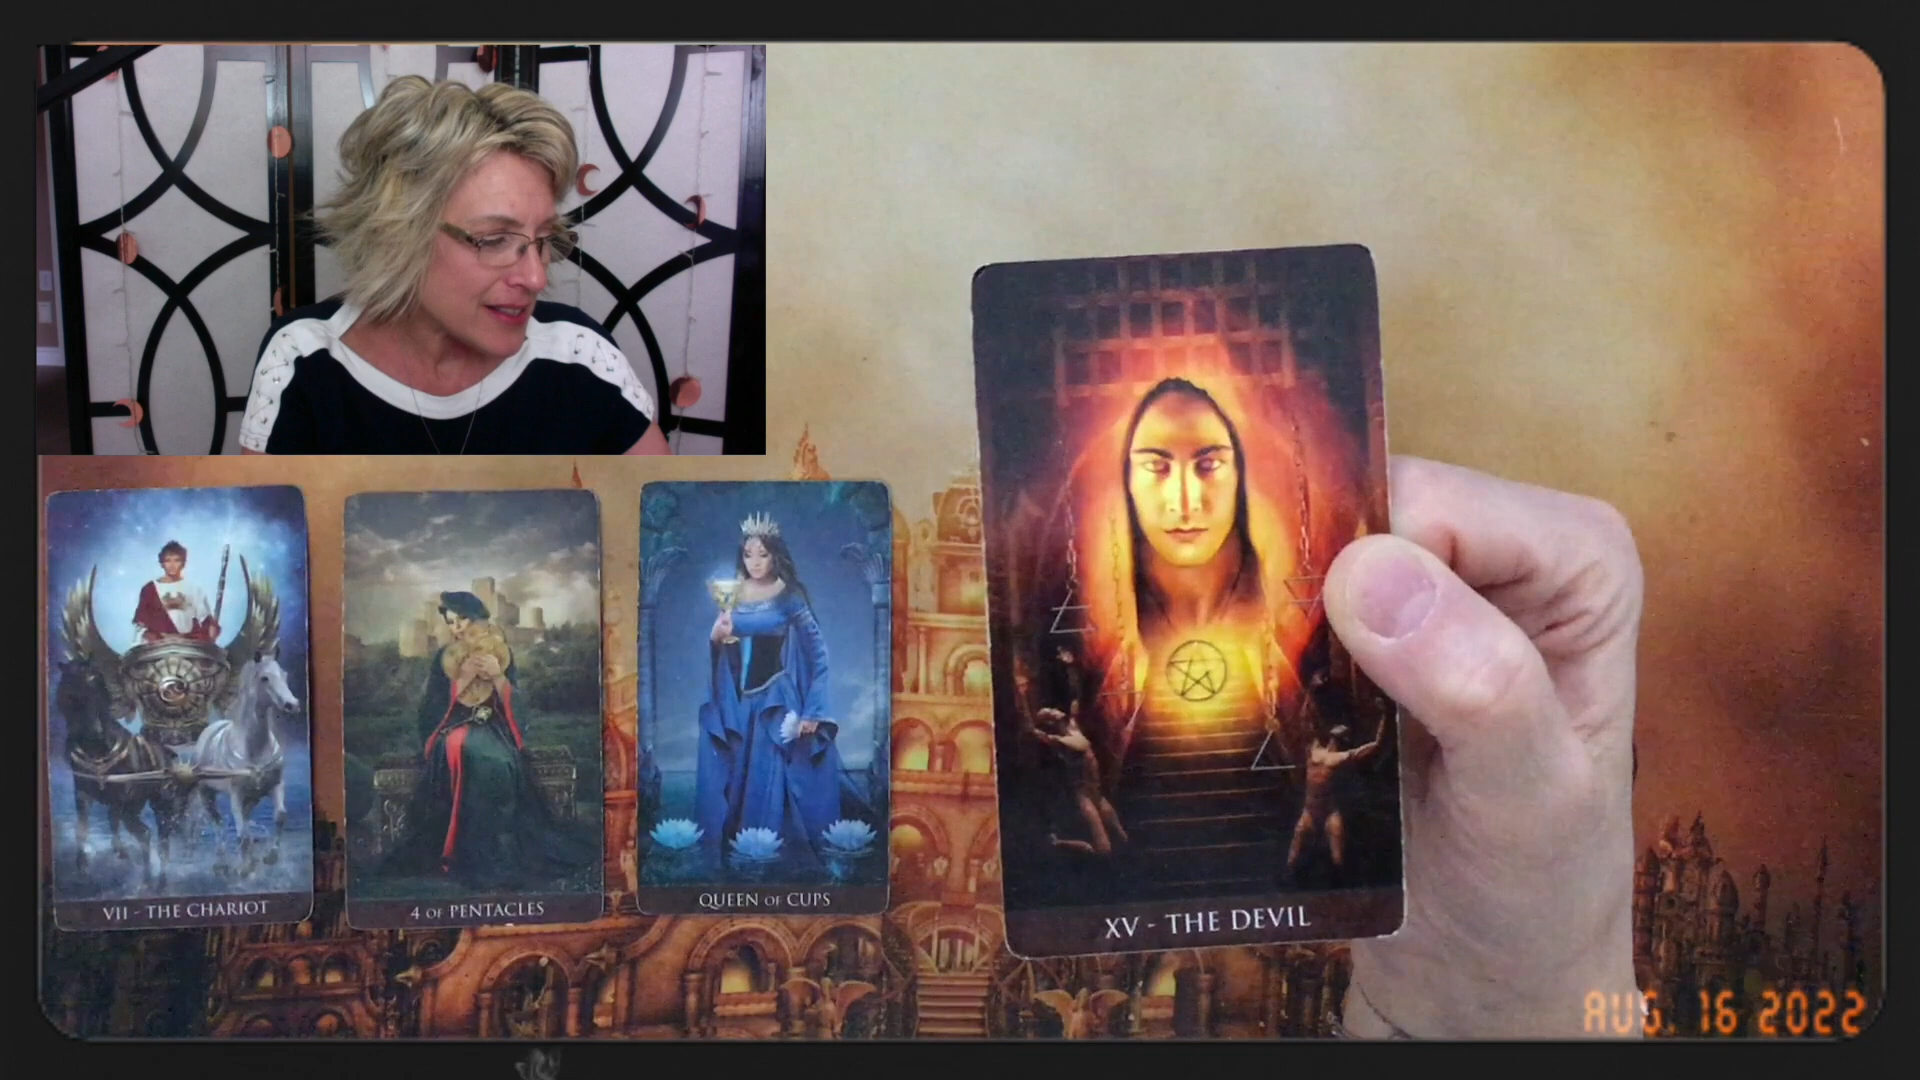 VII - THE CHARIOT
4 OF PENTACLES
QUEEN OF CUPS
XV - THE DEVIL
AUG. 16 2022